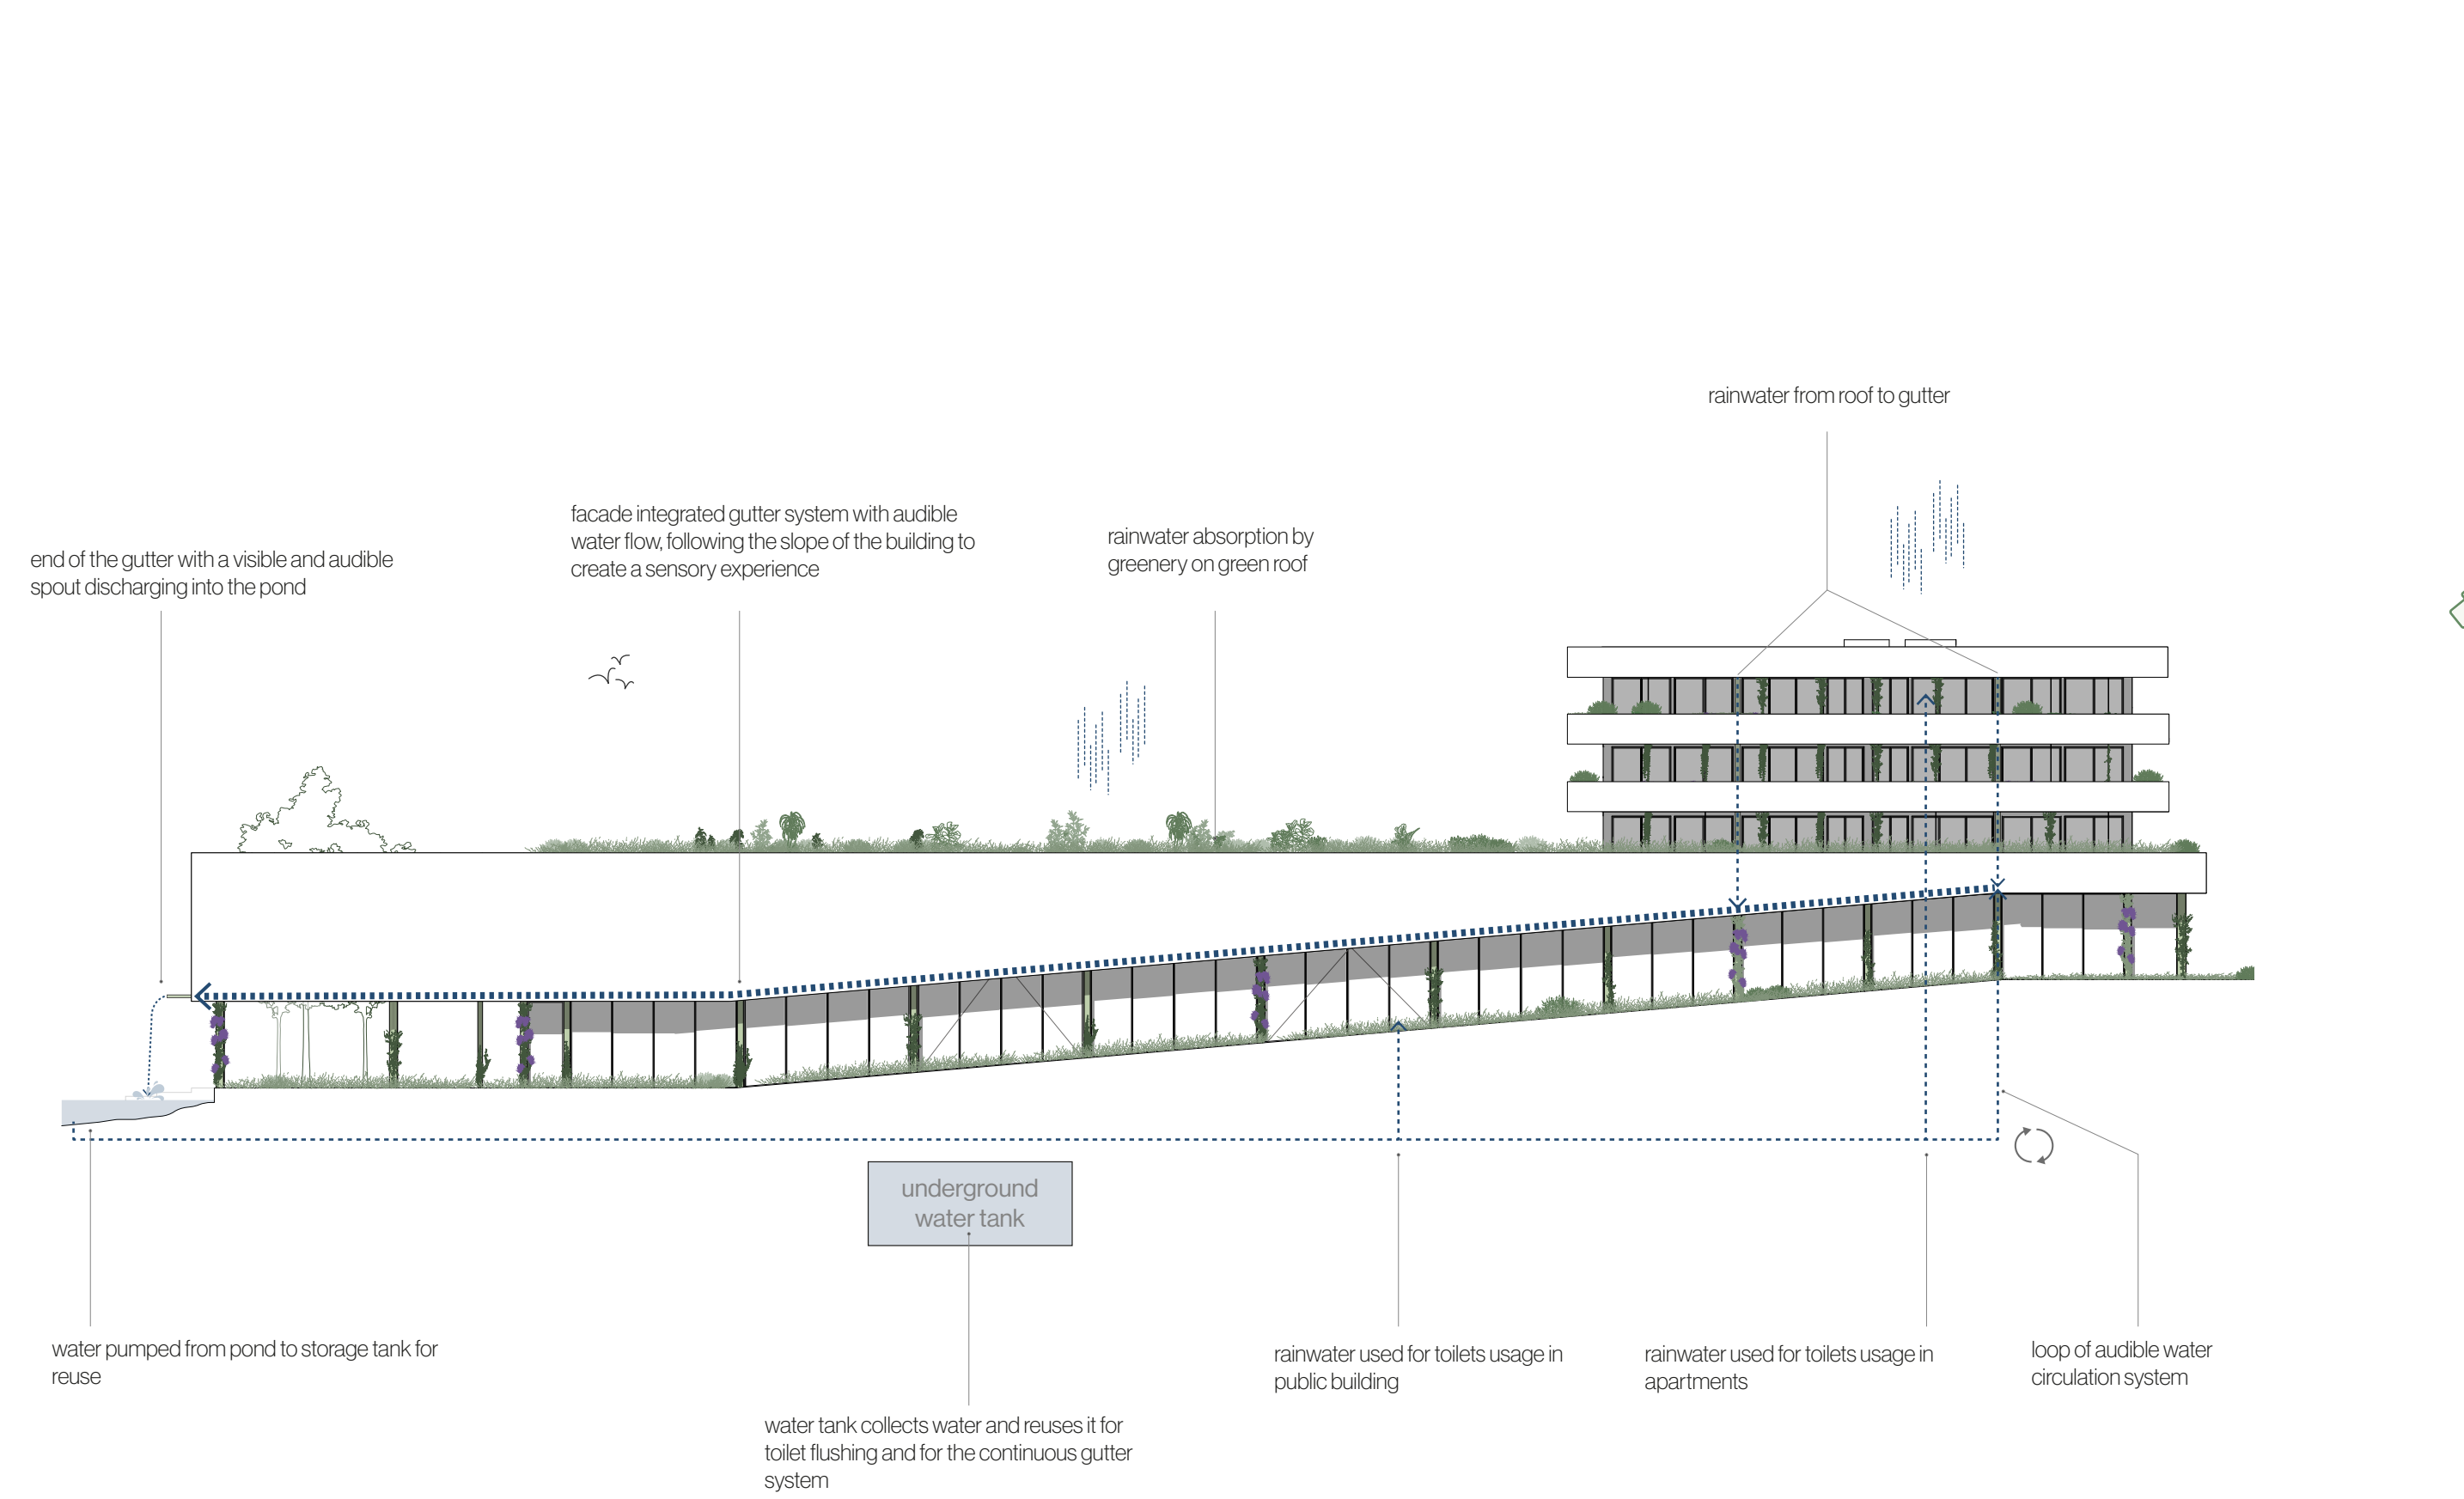 rainwater from roof to gutter
facade integrated gutter system with audible
water flow, following the slope of the building to
create a sensory experience
rainwater absorption by
greenery on green roof
end of the gutter with a visible and audible
spout discharging into the pond
underground
water tank
water pumped from pond to storage tank for
reuse
rainwater used for toilets usage in
public building
rainwater used for toilets usage in
apartments
loop of audible water
circulation system
water tank collects water and reuses it for
toilet flushing and for the continuous gutter
system